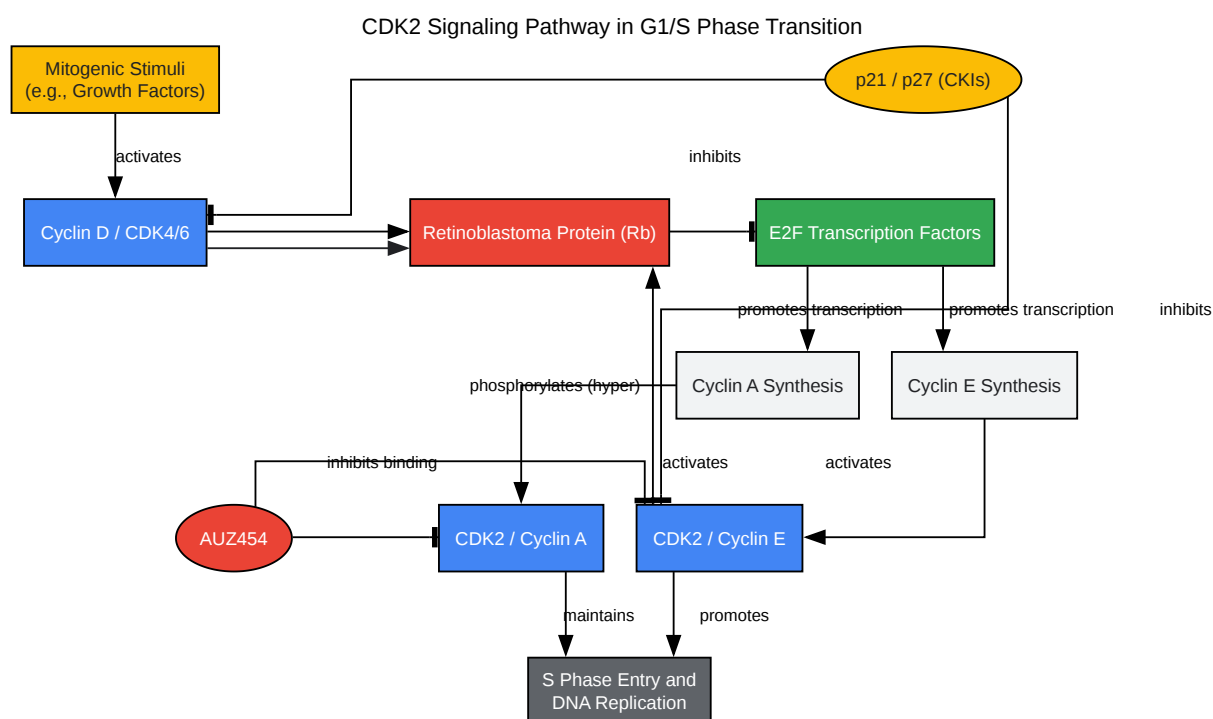 CDK2 Signaling Pathway in G1/S Phase Transition
Mitogenic Stimuli
(e.g., Growth Factors)
p21 / p27 (CKIs)
activates
inhibits
Cyclin D / CDK4/6
Retinoblastoma Protein (Rb)
E2F Transcription Factors
promotes transcription
promotes transcription
inhibits
phosphorylates (hyper)
Cyclin A Synthesis
Cyclin E Synthesis
inhibits binding
activates
activates
AUZ454
CDK2 / Cyclin A
CDK2 / Cyclin E
maintains
promotes
S Phase Entry and
DNA Replication